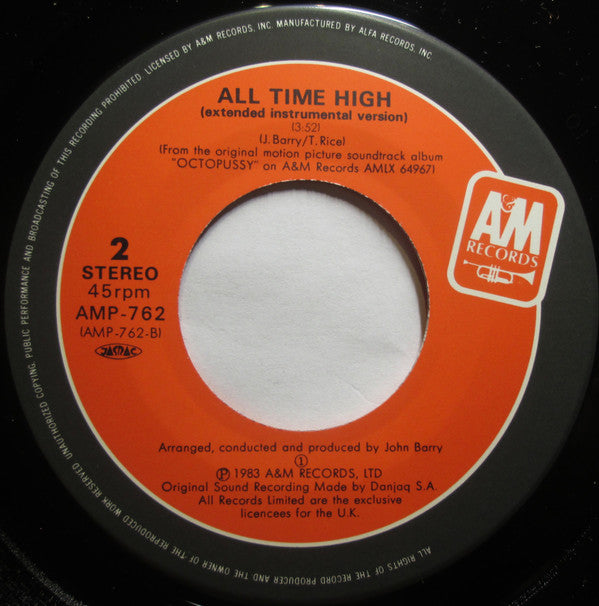 ALL TIME HIGH
(extended instrumental version)
(3:52)
(J. Barry/T. Rice)
(From the original motion picture soundtrack album
"OCTOPUSSY" on A&M Records AMLX 64967)
A&M
RECORDS
2
STEREO
45rpm
AMP-762
(AMP-762-B)
JASRAC
Arranged, conducted and produced by John Barry
①
Ⓟ 1983 A&M RECORDS, LTD
Original Sound Recording Made by Danjaq S.A.
All Records Limited are the exclusive
licencees for the U.K.
ALL RIGHTS OF THE RECORD PRODUCER AND THE OWNER OF THE REPRODUCED WORK RESERVED UNAUTHORIZED COPYING, PUBLIC PERFORMANCE AND BROADCASTING OF THIS RECORDING PROHIBITED. LICENSED BY A&M RECORDS, INC. MANUFACTURED BY ALFA RECORDS, INC